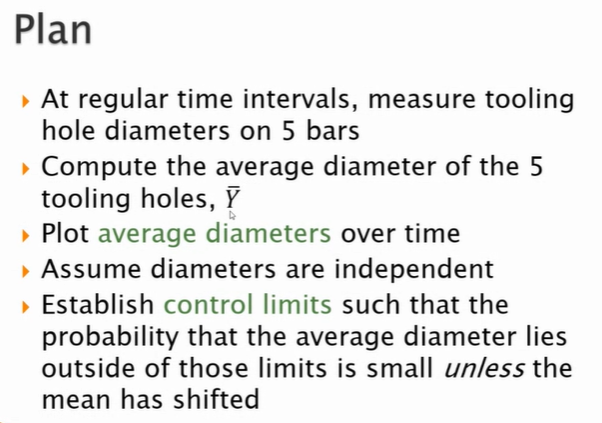 Plan
At regular time intervals, measure tooling
hole diameters on 5 bars
Compute the average diameter of the 5
tooling holes, Ȳ
Plot average diameters over time
Assume diameters are independent
Establish control limits such that the
probability that the average diameter lies
outside of those limits is small unless the
mean has shifted